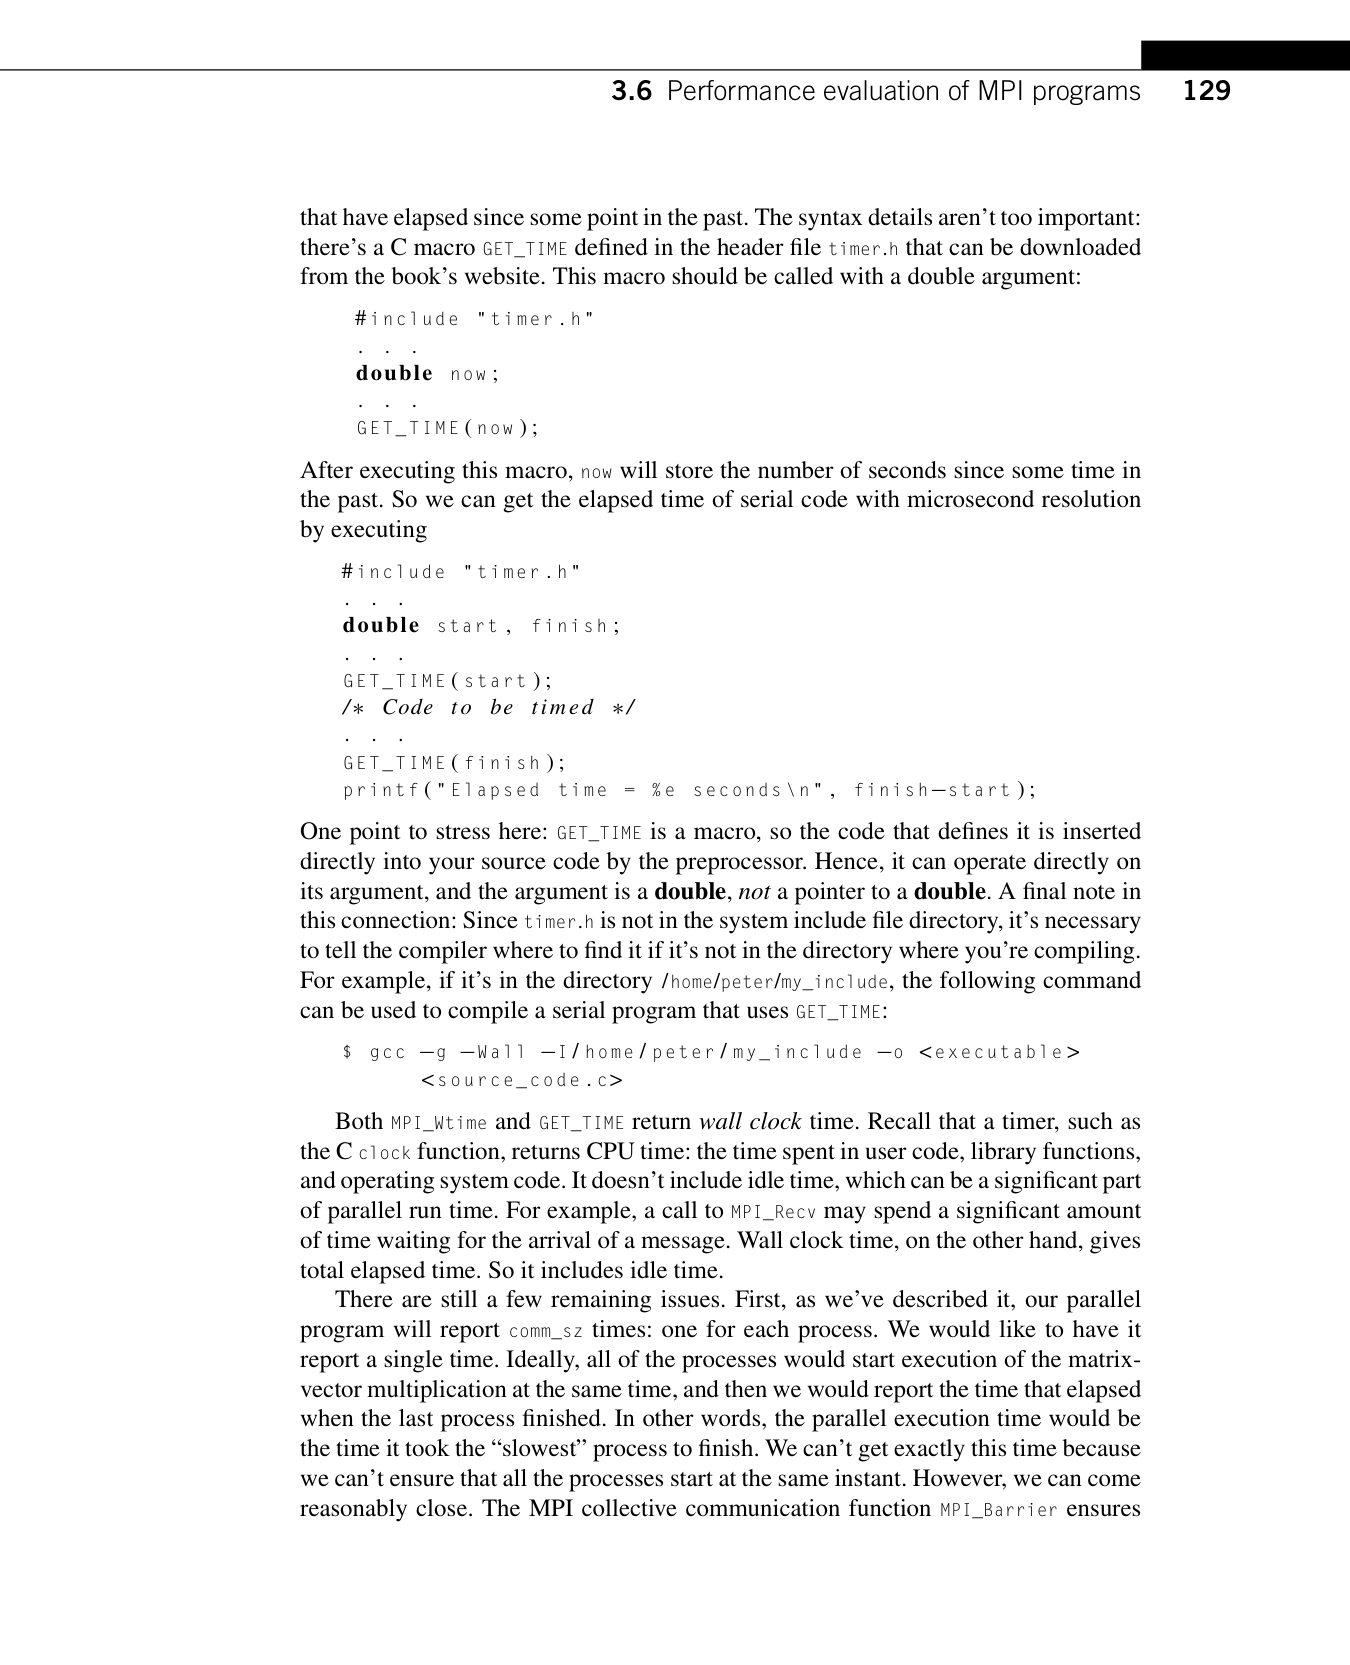 3.6 Performance evaluation of MPI programs 129
that have elapsed since some point in the past. The syntax details aren't too important:
there's a C macro GET_TIME defined in the header file timer.h that can be downloaded
from the book's website. This macro should be called with a double argument:
#include "timer.h"
. . .
double now;
. . .
GET_TIME(now);
After executing this macro, now will store the number of seconds since some time in
the past. So we can get the elapsed time of serial code with microsecond resolution
by executing
#include "timer.h"
. . .
double start, finish;
. . .
GET_TIME(start);
/* Code to be timed */
. . .
GET_TIME(finish);
printf("Elapsed time = %e seconds\n", finish−start);
One point to stress here: GET_TIME is a macro, so the code that defines it is inserted
directly into your source code by the preprocessor. Hence, it can operate directly on
its argument, and the argument is a double, not a pointer to a double. A final note in
this connection: Since timer.h is not in the system include file directory, it's necessary
to tell the compiler where to find it if it's not in the directory where you're compiling.
For example, if it's in the directory /home/peter/my_include, the following command
can be used to compile a serial program that uses GET_TIME:
$ gcc −g −Wall −I/home/peter/my_include −o <executable>
<source_code.c>
Both MPI_Wtime and GET_TIME return wall clock time. Recall that a timer, such as
the C clock function, returns CPU time: the time spent in user code, library functions,
and operating system code. It doesn't include idle time, which can be a significant part
of parallel run time. For example, a call to MPI_Recv may spend a significant amount
of time waiting for the arrival of a message. Wall clock time, on the other hand, gives
total elapsed time. So it includes idle time.
There are still a few remaining issues. First, as we've described it, our parallel
program will report comm_sz times: one for each process. We would like to have it
report a single time. Ideally, all of the processes would start execution of the matrix-
vector multiplication at the same time, and then we would report the time that elapsed
when the last process finished. In other words, the parallel execution time would be
the time it took the “slowest” process to finish. We can't get exactly this time because
we can't ensure that all the processes start at the same instant. However, we can come
reasonably close. The MPI collective communication function MPI_Barrier ensures